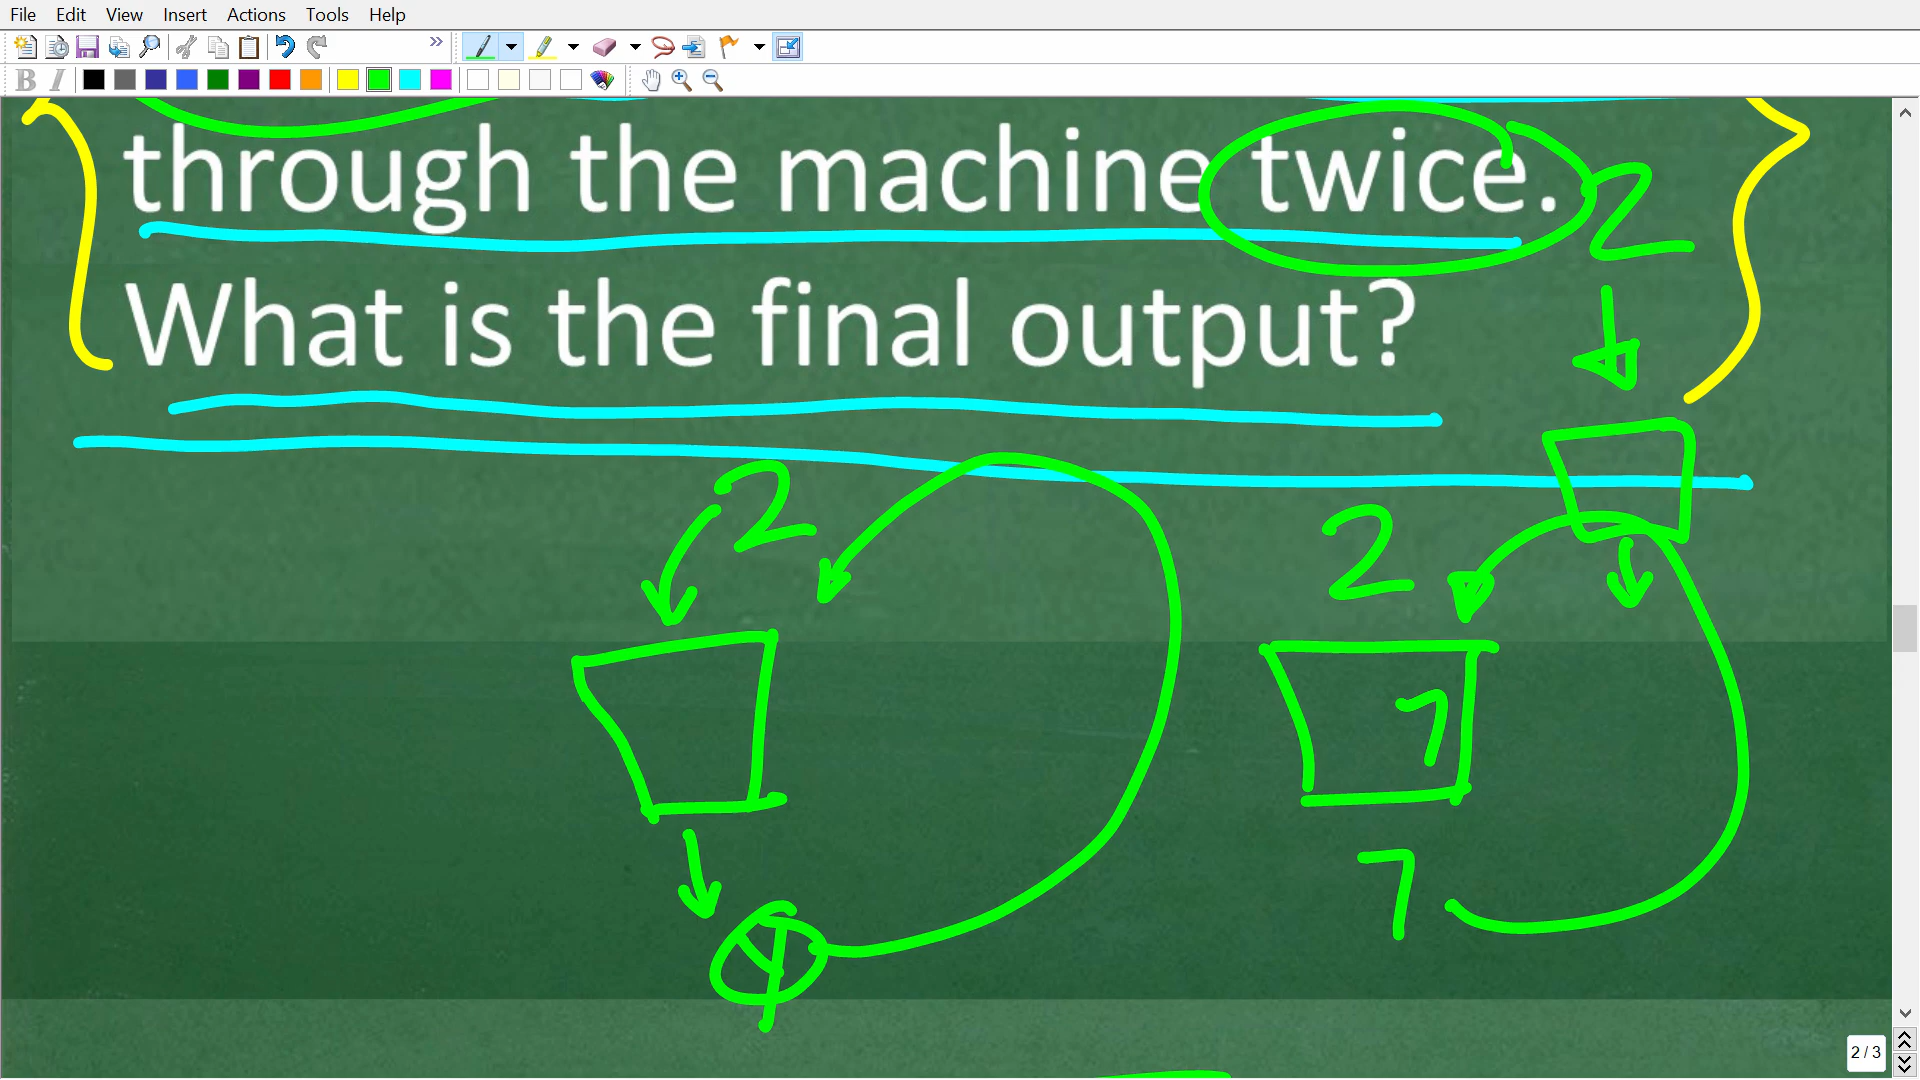 File Edit View Insert Actions Tools Help
B I
through the machine twice. 2
What is the final output?
2
2
7
7
y
2 / 3